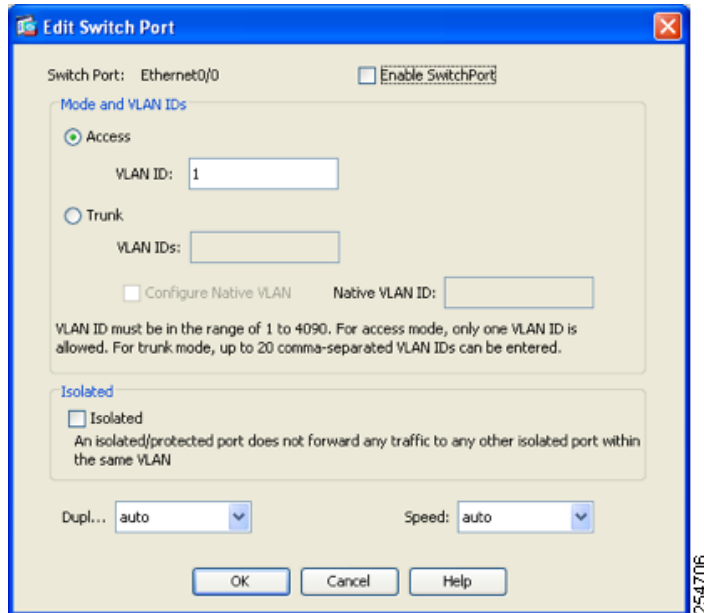 Edit Switch Port
Switch Port: Ethernet0/0 Enable SwitchPort
Mode and VLAN IDs
Access
VLAN ID: 1
Trunk
VLAN IDs:
Configure Native VLAN Native VLAN ID:
VLAN ID must be in the range of 1 to 4090. For access mode, only one VLAN ID is
allowed. For trunk mode, up to 20 comma-separated VLAN IDs can be entered.
Isolated
Isolated
An isolated/protected port does not forward any traffic to any other isolated port within
the same VLAN
Dupl... auto Speed: auto
OK Cancel Help
254706